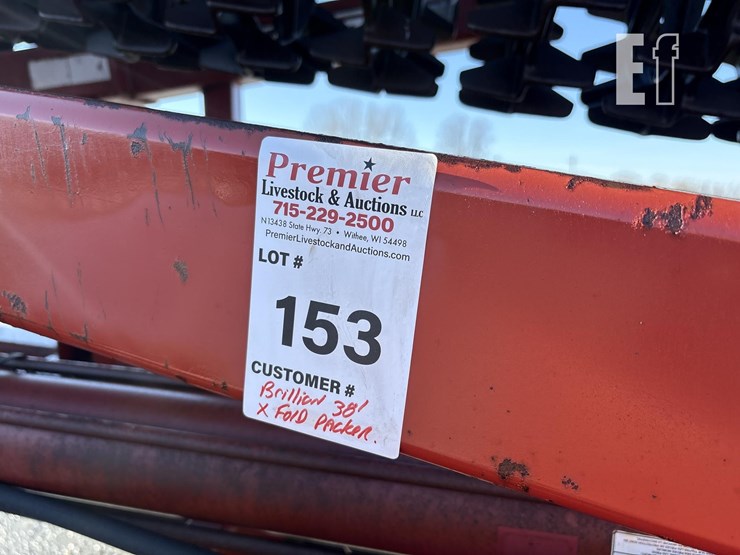 Ef
Premier
Livestock & Auctions LLC
715-229-2500
N13438 State Hwy. 73 • Withee, WI 54498
PremierLivestockandAuctions.com
LOT #
153
CUSTOMER #
Brillion 38'
X Fold Packer.